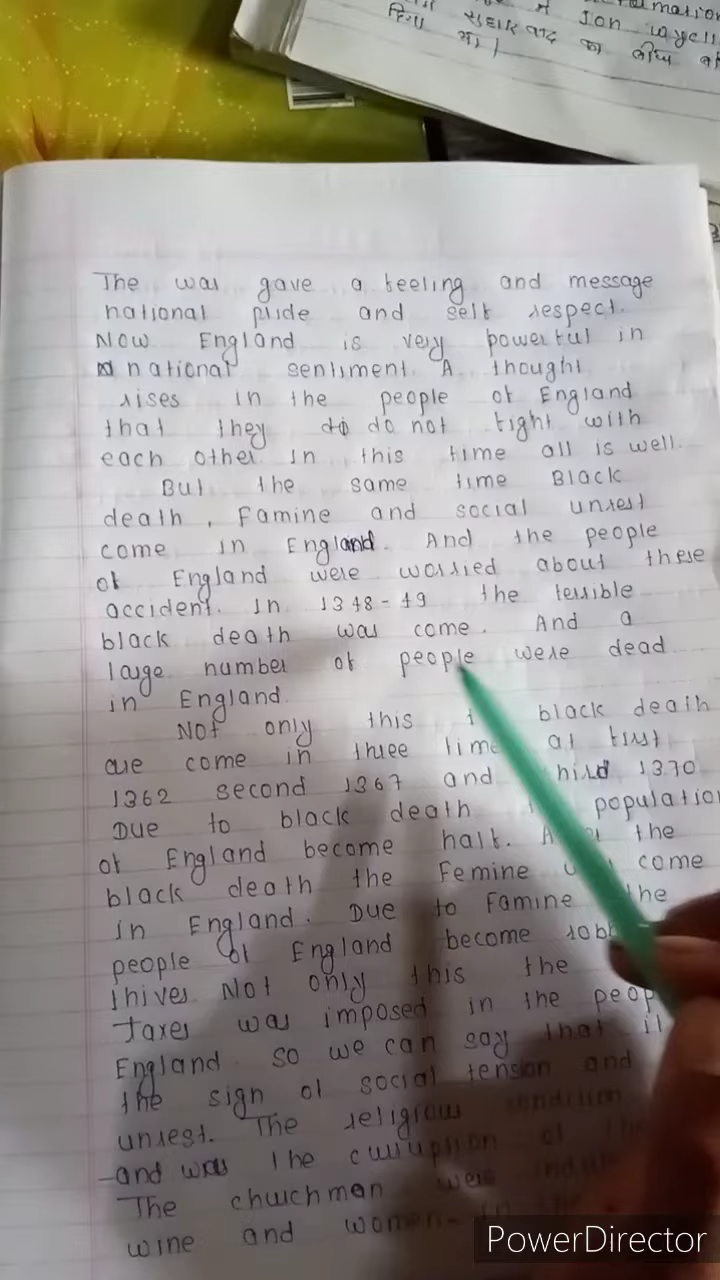 mation
में Jon wycli
दिया सुधार वाद का बीच
था।
The was gave a feeling and message
national pride and self respect.
Now England is very powerful in
national sentiment. A thought
rises in the people of England
that they do not fight with
each other. In this time all is well.
But the same time Black
death, Famine and social unrest
come in England. And the people
of England were worried about these
accident. In 1348-49 the terrible
black death was come. And a
large number of people were dead
in England.
Not only this black death
are come in three time at first
1362 second 1367 and third 1370
Due to black death population
of England become half. the
black death the Femine come
in England. Due to Famine the
people of England become
thives Not only this the
Taxes was imposed in the
England so we can say that
the sign of social tension and
unrest. The religious condition
and was the curruption of the
The chuchman were
wine and women in
PowerDirector